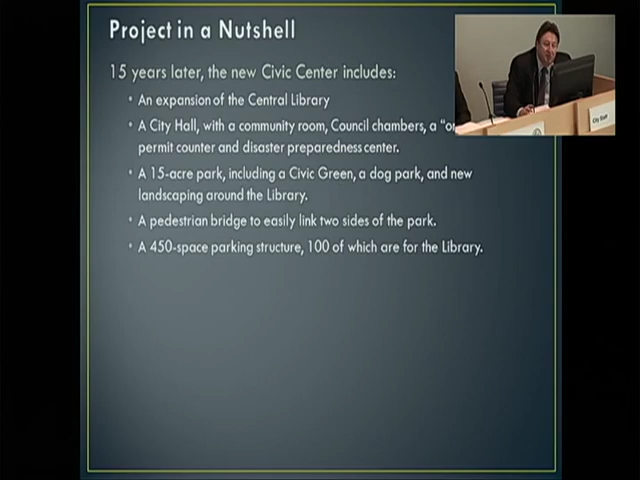 Project in a Nutshell
15 years later, the new Civic Center includes:
• An expansion of the Central Library
• A City Hall, with a community room, Council chambers, a
permit counter and disaster preparedness center.
• A 15-acre park, including a Civic Green, a dog park, and new
landscaping around the Library.
• A pedestrian bridge to easily link two sides of the park.
• A 450-space parking structure, 100 of which are for the Library.
City Staff